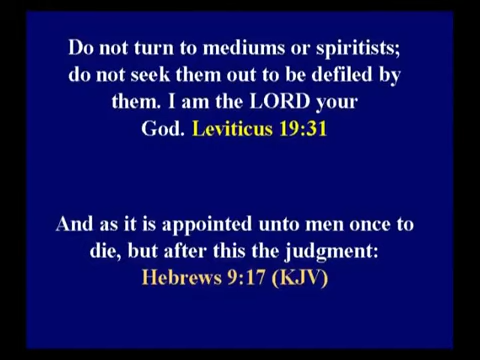 Do not turn to mediums or spiritists;
do not seek them out to be defiled by
them. I am the LORD your
God. Leviticus 19:31
And as it is appointed unto men once to
die, but after this the judgment:
Hebrews 9:17 (KJV)